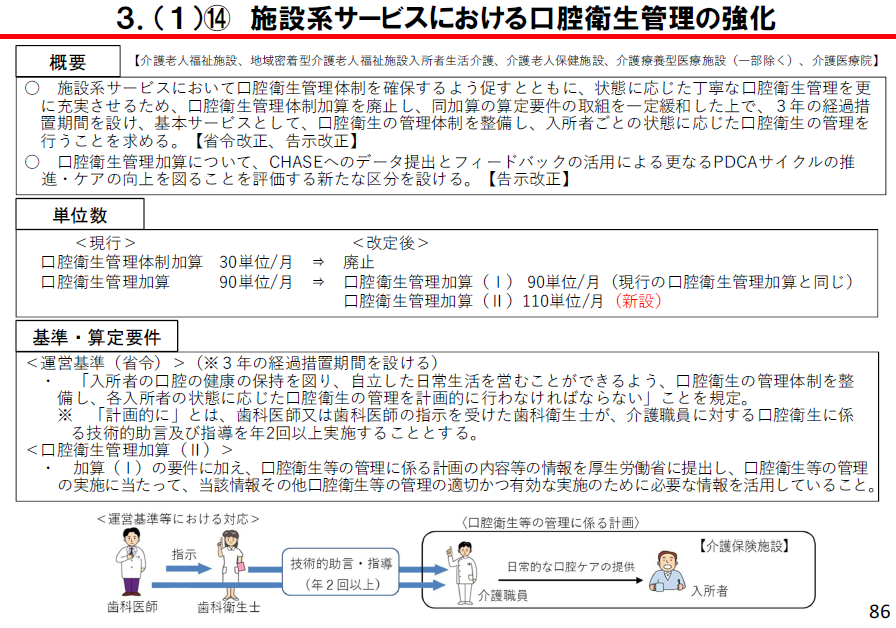 ３．（１）⑭ 施設系サービスにおける口腔衛生管理の強化
概要
【介護老人福祉施設、地域密着型介護老人福祉施設入所者生活介護、介護老人保健施設、介護療養型医療施設（一部除く）、介護医療院】
○ 施設系サービスにおいて口腔衛生管理体制を確保するよう促すとともに、状態に応じた丁寧な口腔衛生管理を更
に充実させるため、口腔衛生管理体制加算を廃止し、同加算の算定要件の取組を一定緩和した上で、３年の経過措
置期間を設け、基本サービスとして、口腔衛生の管理体制を整備し、入所者ごとの状態に応じた口腔衛生の管理を
行うことを求める。【省令改正、告示改正】
○ 口腔衛生管理加算について、CHASEへのデータ提出とフィードバックの活用による更なるPDCAサイクルの推
進・ケアの向上を図ることを評価する新たな区分を設ける。【告示改正】
単位数
＜現行＞ ＜改定後＞
口腔衛生管理体制加算 30単位/月 ⇒ 廃止
口腔衛生管理加算 90単位/月 ⇒ 口腔衛生管理加算（Ⅰ） 90単位/月（現行の口腔衛生管理加算と同じ）
口腔衛生管理加算（Ⅱ）110単位/月（新設）
基準・算定要件
＜運営基準（省令）＞（※３年の経過措置期間を設ける）
・ 「入所者の口腔の健康の保持を図り、自立した日常生活を営むことができるよう、口腔衛生の管理体制を整
備し、各入所者の状態に応じた口腔衛生の管理を計画的に行わなければならない」ことを規定。
※ 「計画的に」とは、歯科医師又は歯科医師の指示を受けた歯科衛生士が、介護職員に対する口腔衛生に係
る技術的助言及び指導を年2回以上実施することとする。
＜口腔衛生管理加算（Ⅱ）＞
・ 加算（Ⅰ）の要件に加え、口腔衛生等の管理に係る計画の内容等の情報を厚生労働省に提出し、口腔衛生等の管理
の実施に当たって、当該情報その他口腔衛生等の管理の適切かつ有効な実施のために必要な情報を活用していること。
＜運営基準等における対応＞
〈口腔衛生等の管理に係る計画〉
指示
技術的助言・指導
（年２回以上）
日常的な口腔ケアの提供
【介護保険施設】
歯科医師
歯科衛生士
介護職員
入所者
86